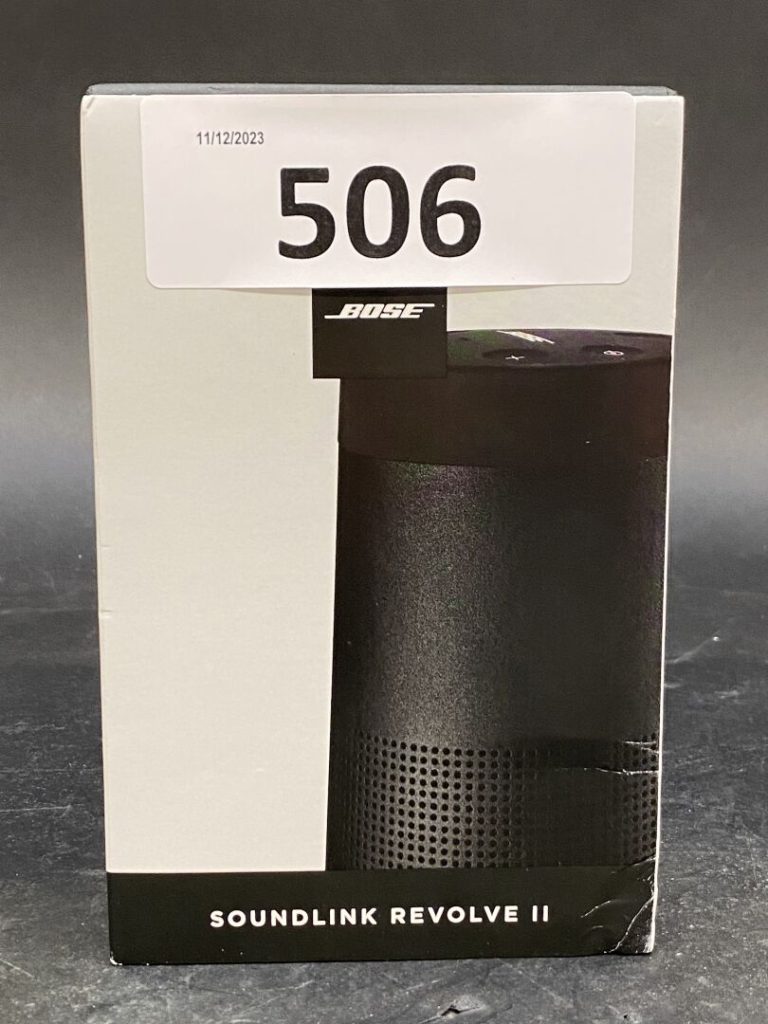 11/12/2023
506
BOSE
SOUNDLINK REVOLVE II